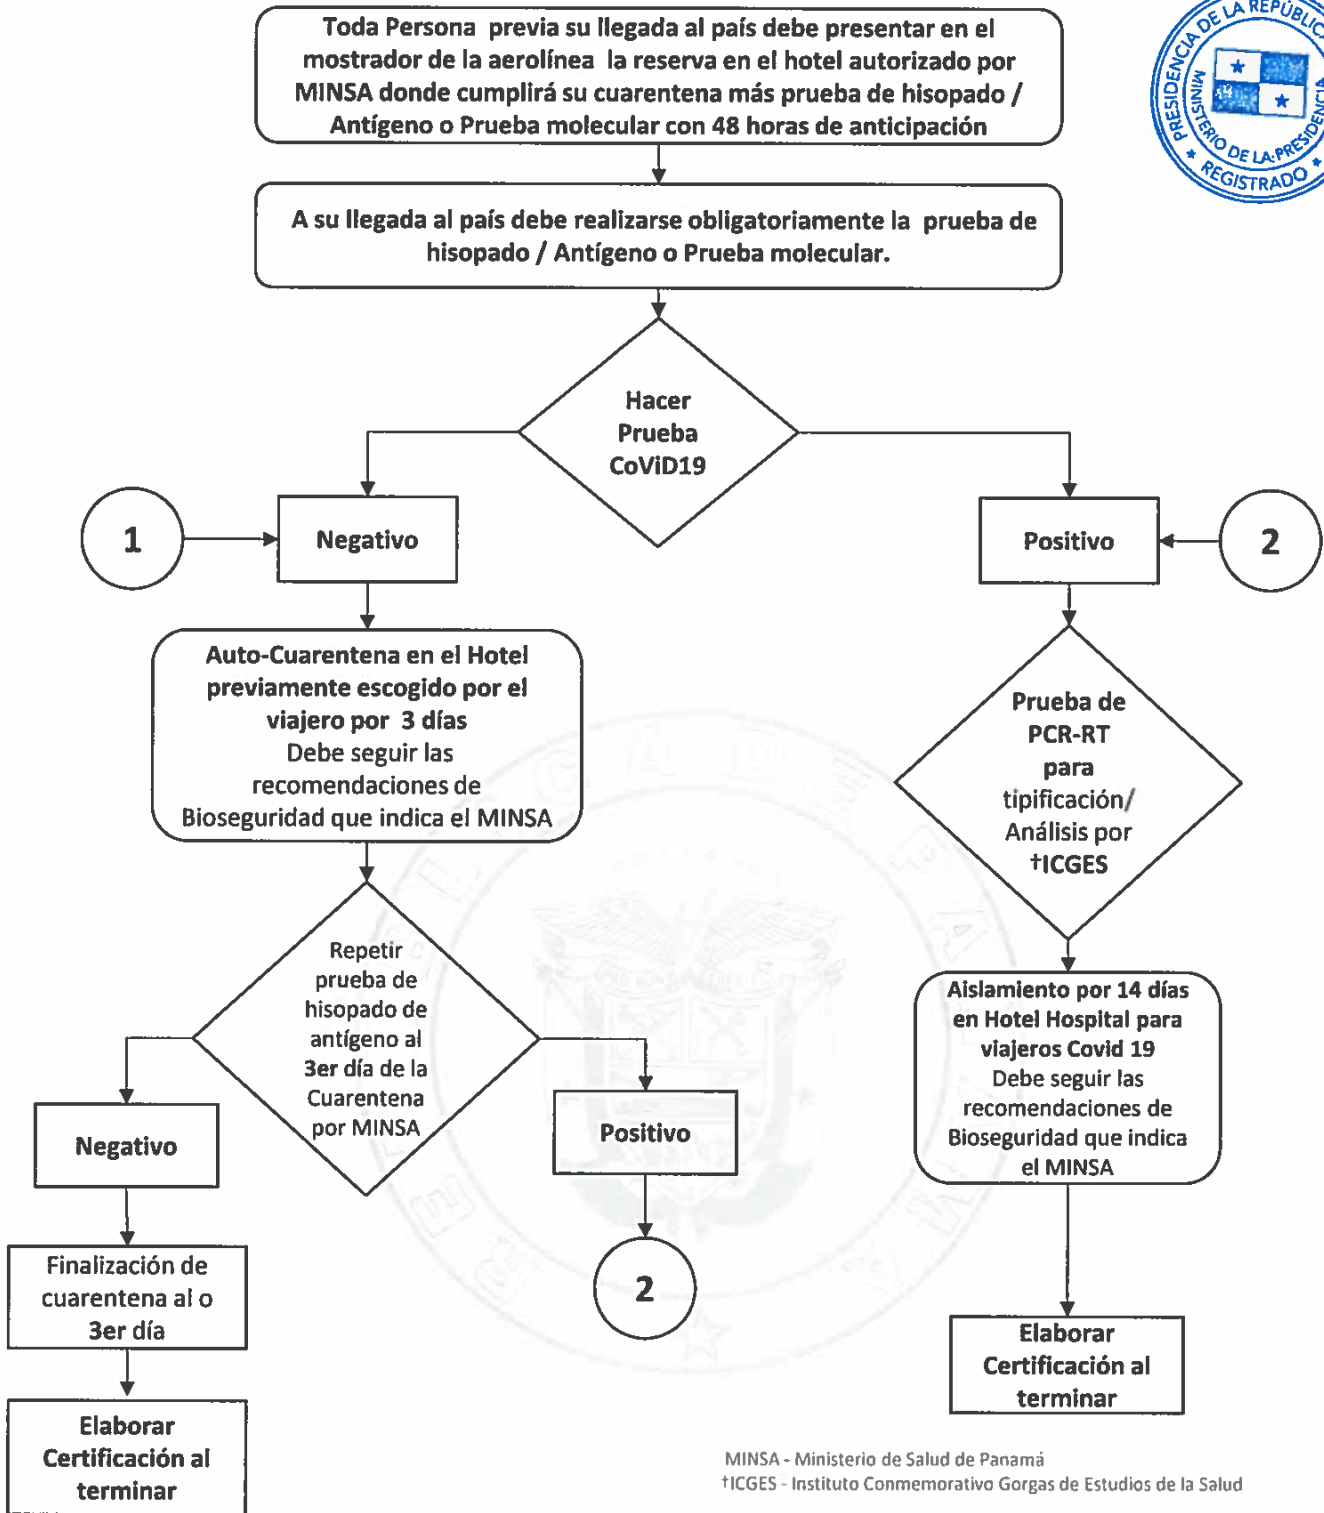 Toda Persona previa su llegada al país debe presentar en el
mostrador de la aerolínea la reserva en el hotel autorizado por
MINSA donde cumplirá su cuarentena más prueba de hisopado /
Antígeno o Prueba molecular con 48 horas de anticipación
PRESIDENCIA DE LA REPÚBLICA
MINISTERIO DE LA PRESIDENCIA
REGISTRADO
A su llegada al país debe realizarse obligatoriamente la prueba de
hisopado / Antígeno o Prueba molecular.
Hacer
Prueba
CoViD19
1
Negativo
Positivo
2
Auto-Cuarentena en el Hotel
previamente escogido por el
viajero por 3 días
Debe seguir las
recomendaciones de
Bioseguridad que indica el MINSA
Prueba de
PCR-RT
para
tipificación/
Análisis por
†ICGES
Repetir
prueba de
hisopado de
antígeno al
3er día de la
Cuarentena
por MINSA
Aislamiento por 14 días
en Hotel Hospital para
viajeros Covid 19
Debe seguir las
recomendaciones de
Bioseguridad que indica
el MINSA
Negativo
Positivo
Finalización de
cuarentena al o
3er día
2
Elaborar
Certificación al
terminar
Elaborar
Certificación al
terminar
MINSA - Ministerio de Salud de Panamá
†ICGES - Instituto Conmemorativo Gorgas de Estudios de la Salud